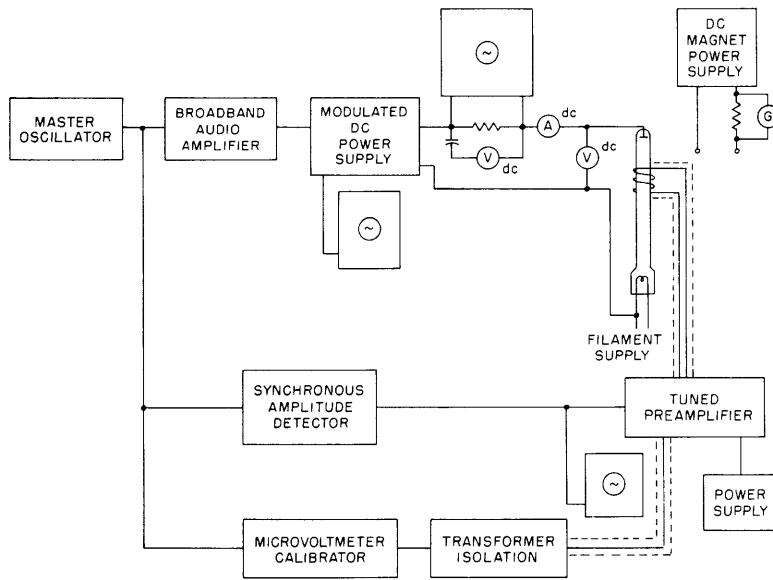 DC
MAGNET
POWER
SUPPLY
MASTER
OSCILLATOR
BROADBAND
AUDIO
AMPLIFIER
MODULATED
DC POWER
SUPPLY
~
A
dc
V
dc
V
dc
G
~
FILAMENT
SUPPLY
SYNCHRONOUS
AMPLITUDE
DETECTOR
TUNED
PREAMPLIFIER
~
POWER
SUPPLY
MICROVOLTMETER
CALIBRATOR
TRANSFORMER
ISOLATION